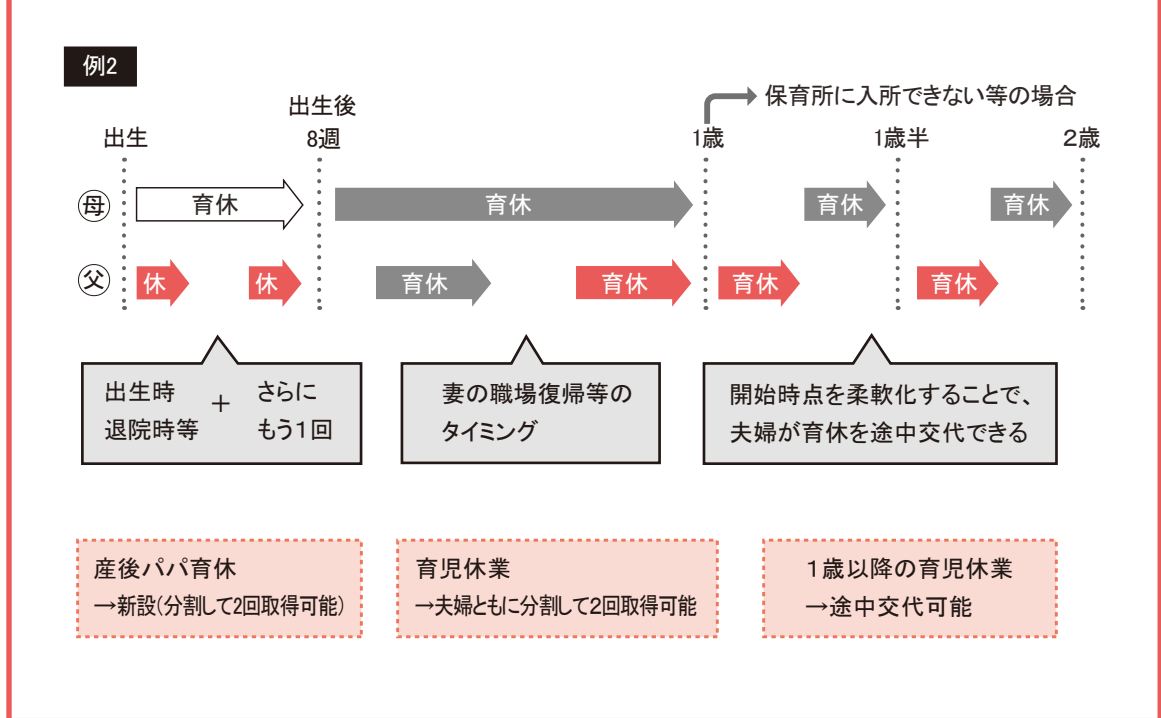 例2
保育所に入所できない等の場合
出生
出生後
8週
1歳
1歳半
2歳
母
育休
育休
育休
育休
父
休
休
育休
育休
育休
育休
出生時
退院時等
+
さらに
もう1回
妻の職場復帰等の
タイミング
開始時点を柔軟化することで、
夫婦が育休を途中交代できる
産後パパ育休
→新設(分割して2回取得可能)
育児休業
→夫婦ともに分割して2回取得可能
1歳以降の育児休業
→途中交代可能